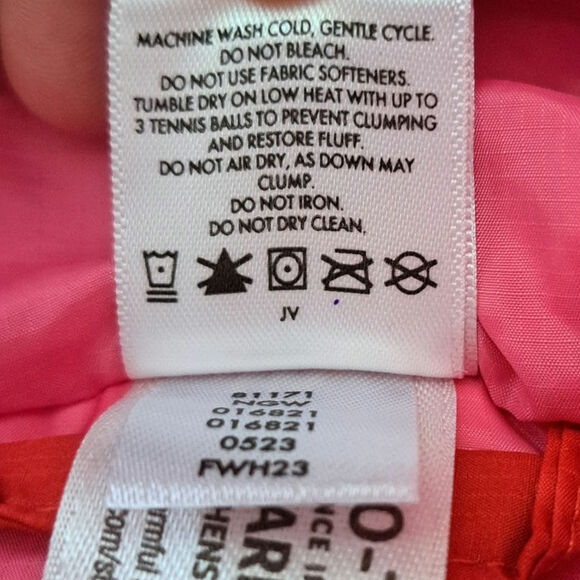 MACHINE WASH COLD, GENTLE CYCLE.
DO NOT BLEACH.
DO NOT USE FABRIC SOFTENERS.
TUMBLE DRY ON LOW HEAT WITH UP TO
3 TENNIS BALLS TO PREVENT CLUMPING
AND RESTORE FLUFF.
DO NOT AIR DRY, AS DOWN MAY
CLUMP.
DO NOT IRON.
DO NOT DRY CLEAN.
JV
81171
NGW
016821
016821
0523
FWH23